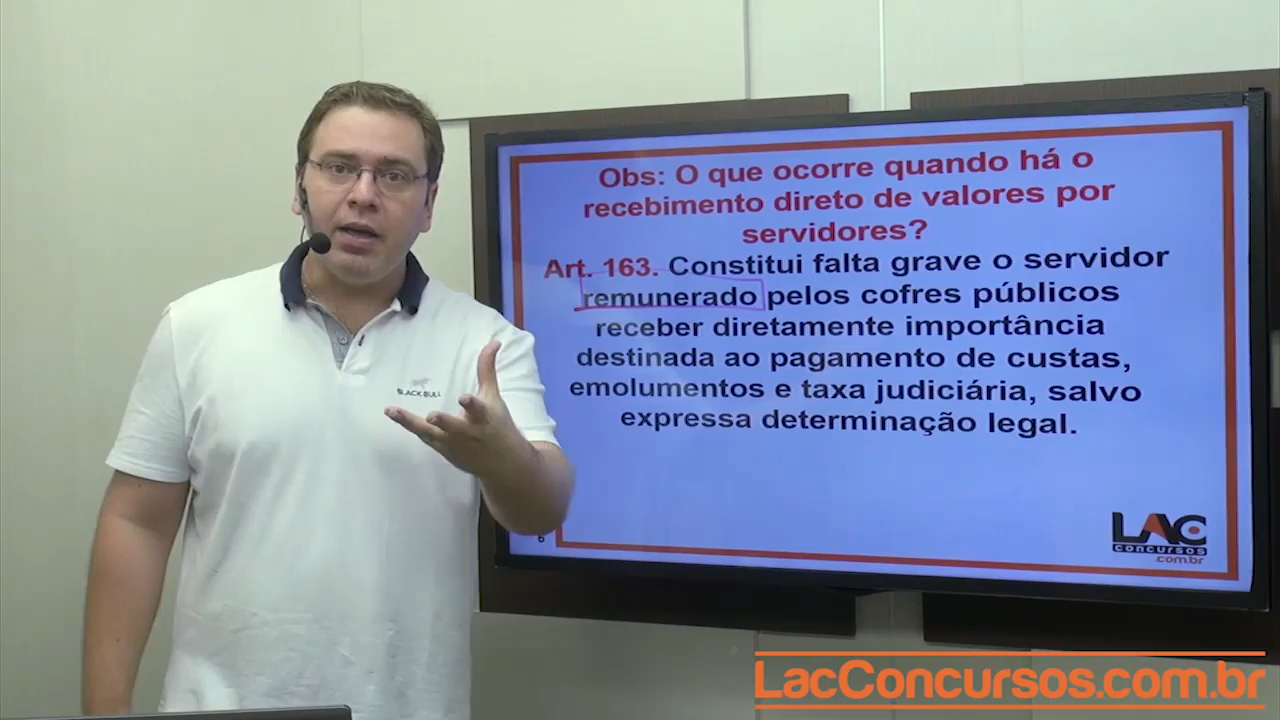 Obs: O que ocorre quando há o
recebimento direto de valores por
servidores?
Art. 163. Constitui falta grave o servidor
remunerado pelos cofres públicos
receber diretamente importância
destinada ao pagamento de custas,
emolumentos e taxa judiciária, salvo
expressa determinação legal.
BLACK BULL
6
LAC
concursos
.com.br
LacConcursos.com.br